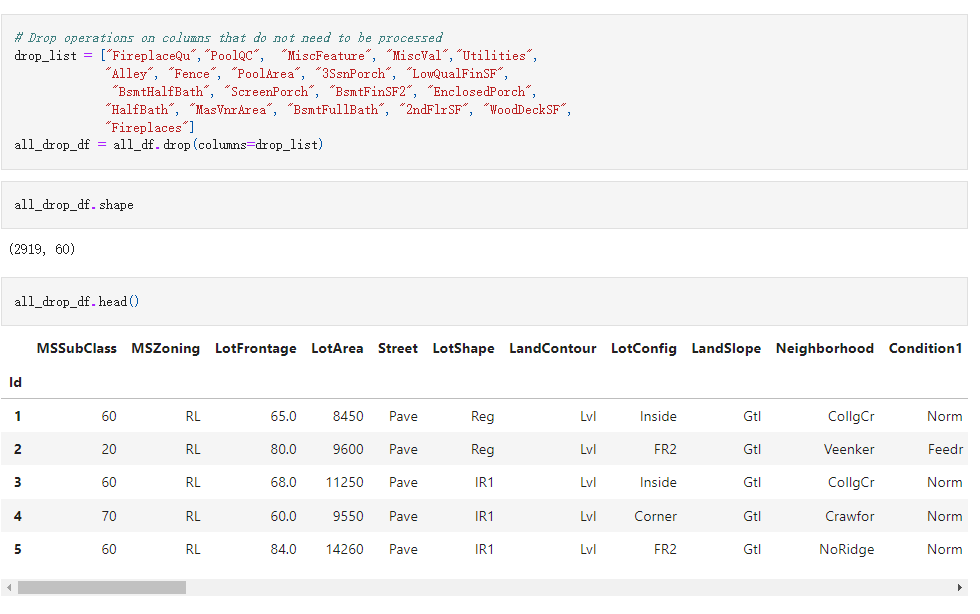 # Drop operations on columns that do not need to be processed
drop_list = ["FireplaceQu","PoolQC",  "MiscFeature", "MiscVal","Utilities",
"Alley", "Fence", "PoolArea", "3SsnPorch", "LowQualFinSF",
"BsmtHalfBath", "ScreenPorch", "BsmtFinSF2", "EnclosedPorch",
"HalfBath", "MasVnrArea", "BsmtFullBath", "2ndFlrSF", "WoodDeckSF",
"Fireplaces"]
all_drop_df = all_df.drop(columns=drop_list)
all_drop_df.shape
(2919, 60)
all_drop_df.head()
MSSubClass MSZoning LotFrontage LotArea Street LotShape LandContour LotConfig LandSlope Neighborhood Condition1
Id
1 60 RL 65.0 8450 Pave Reg Lvl Inside Gtl CollgCr Norm
2 20 RL 80.0 9600 Pave Reg Lvl FR2 Gtl Veenker Feedr
3 60 RL 68.0 11250 Pave IR1 Lvl Inside Gtl CollgCr Norm
4 70 RL 60.0 9550 Pave IR1 Lvl Corner Gtl Crawfor Norm
5 60 RL 84.0 14260 Pave IR1 Lvl FR2 Gtl NoRidge Norm